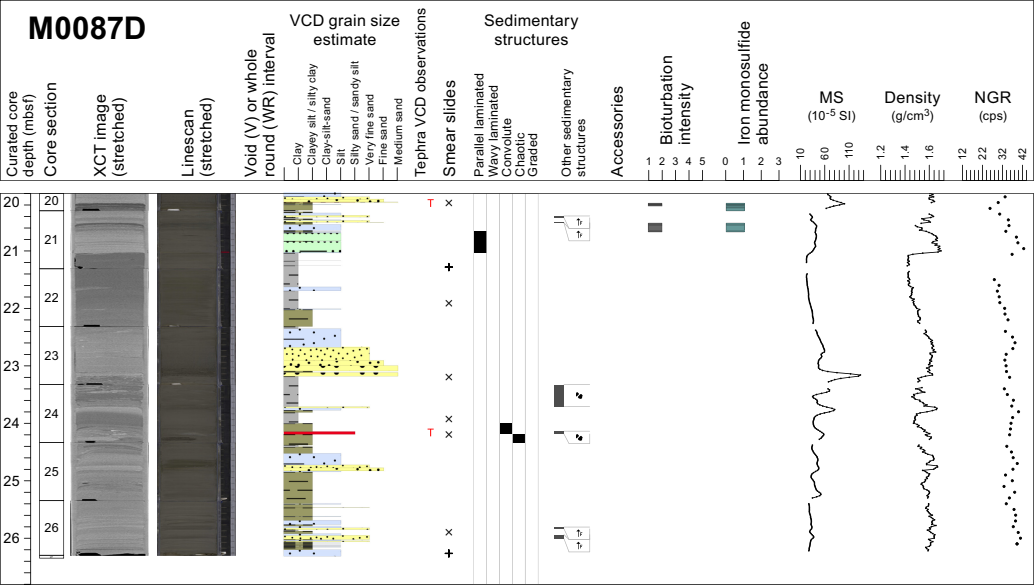 M0087D
Curated core
depth (mbsf)
Core section
XCT image
(stretched)
Linescan
(stretched)
Void (V) or whole
round (WR) interval
VCD grain size
estimate
Clay
Clayey silt / silty clay
Clay-silt-sand
Silt
Silty sand / sandy silt
Very fine sand
Fine sand
Medium sand
Tephra VCD observations
Smear slides
Sedimentary
structures
Parallel laminated
Wavy laminated
Convolute
Chaotic
Graded
Other sedimentary
structures
Accessories
Bioturbation
intensity
1 2 3 4 5
Iron monosulfide
abundance
0 1 2 3
MS
(10-5 SI)
10 60 110
Density
(g/cm3)
1.2 1.4 1.6
NGR
(cps)
12 22 32 42
20
21
22
23
24
25
26
20
21
22
23
24
25
26
T
T
F
F
F
F